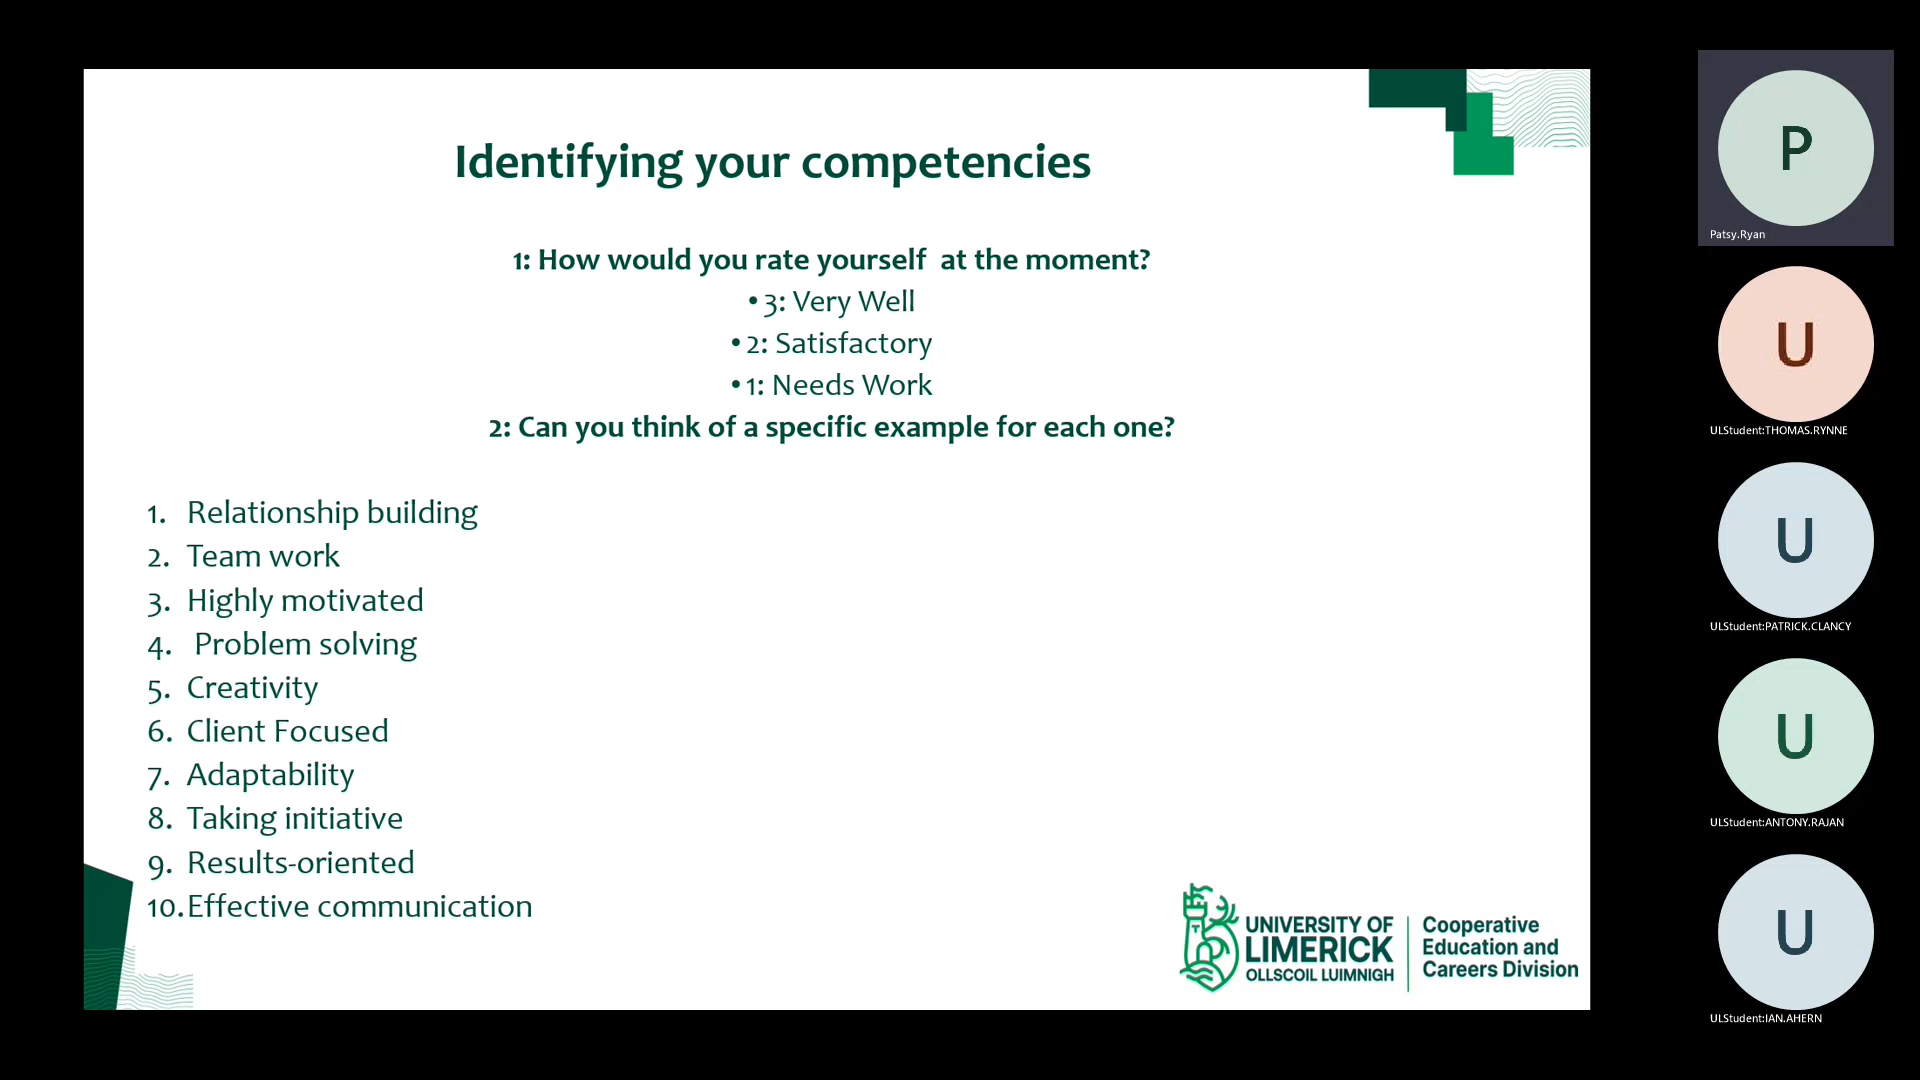 Identifying your competencies
1: How would you rate yourself  at the moment?
• 3: Very Well
• 2: Satisfactory
• 1: Needs Work
2: Can you think of a specific example for each one?
1. Relationship building
2. Team work
3. Highly motivated
4. Problem solving
5. Creativity
6. Client Focused
7. Adaptability
8. Taking initiative
9. Results-oriented
10. Effective communication
UNIVERSITY OF
LIMERICK
OLLSCOIL LUIMNIGH
Cooperative
Education and
Careers Division
P
Patsy.Ryan
U
ULStudent:THOMAS.RYNNE
U
ULStudent:PATRICK.CLANCY
U
ULStudent:ANTONY.RAJAN
U
ULStudent:IAN.AHERN